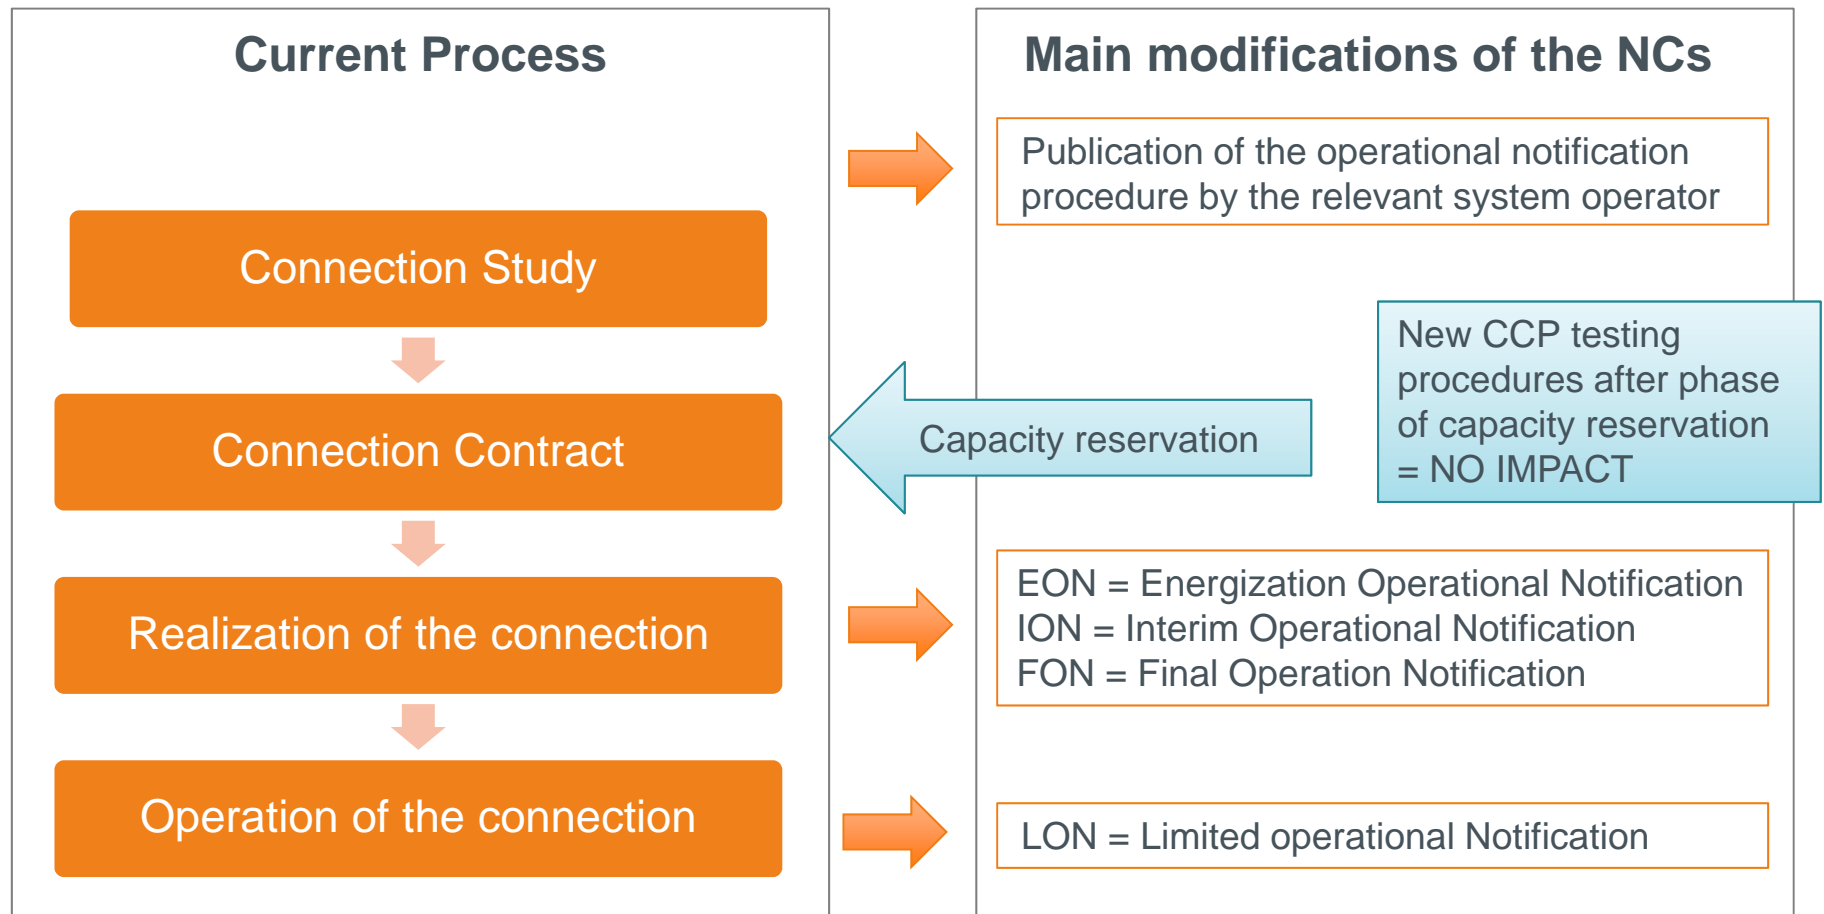 Current Process
Connection Study
Connection Contract
Realization of the connection
Operation of the connection
Main modifications of the NCs
Publication of the operational notification
procedure by the relevant system operator
New CCP testing
procedures after phase
of capacity reservation
= NO IMPACT
Capacity reservation
EON = Energization Operational Notification
ION = Interim Operational Notification
FON = Final Operation Notification
LON = Limited operational Notification